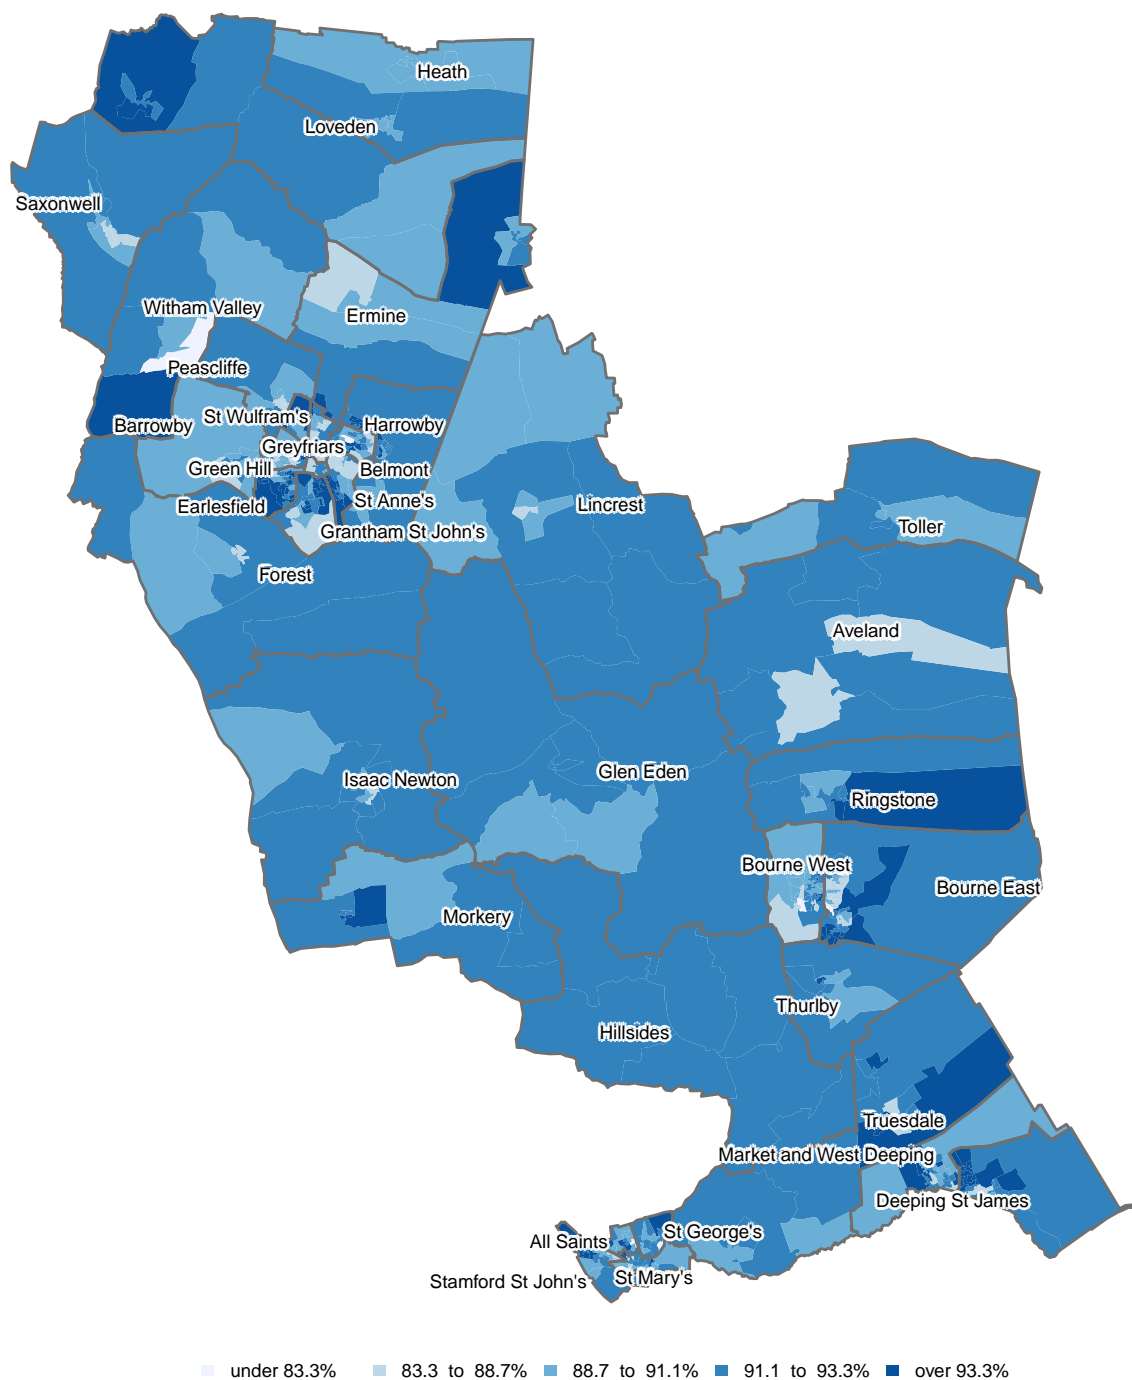 Heath
Loveden
Saxonwell
Witham Valley
Ermine
Peascliffe
Barrowby
St Wulfram's
Harrowby
Greyfriars
Green Hill
Belmont
Earlesfield
St Anne's
Lincrest
Grantham St John's
Toller
Forest
Aveland
Isaac Newton
Glen Eden
Ringstone
Bourne West
Bourne East
Morkery
Thurlby
Hillsides
Truesdale
Market and West Deeping
Deeping St James
All Saints
St George's
Stamford St John's
St Mary's
under 83.3% 83.3 to 88.7% 88.7 to 91.1% 91.1 to 93.3% over 93.3%